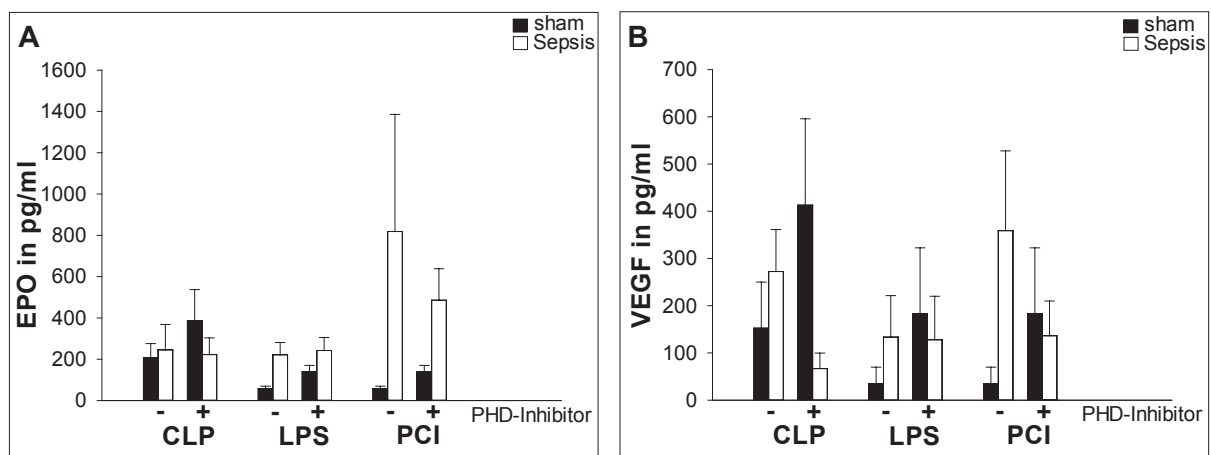 A
sham
Sepsis
EPO in pg/ml
1600
1400
1200
1000
800
600
400
200
0
- + - + - + PHD-Inhibitor
CLP LPS PCI
B
sham
Sepsis
VEGF in pg/ml
700
600
500
400
300
200
100
0
- + - + - + PHD-Inhibitor
CLP LPS PCI